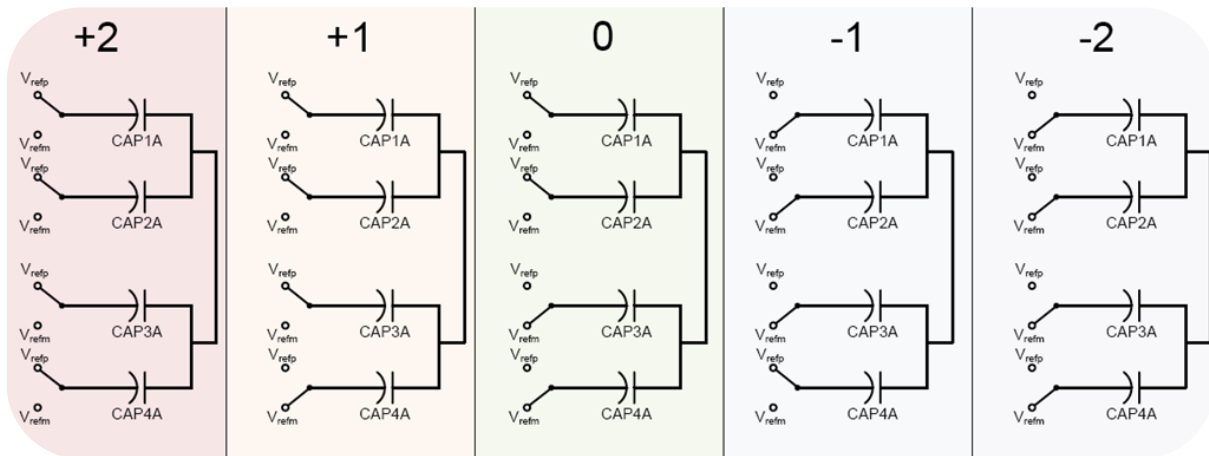 +2
V_refp
CAP1A
V_refm
V_refp
CAP2A
V_refm
V_refp
CAP3A
V_refm
V_refp
CAP4A
V_refm
+1
V_refp
CAP1A
V_refm
V_refp
CAP2A
V_refm
V_refp
CAP3A
V_refm
V_refp
CAP4A
V_refm
0
V_refp
CAP1A
V_refm
V_refp
CAP2A
V_refm
V_refp
CAP3A
V_refm
V_refp
CAP4A
V_refm
-1
V_refp
CAP1A
V_refm
V_refp
CAP2A
V_refm
V_refp
CAP3A
V_refm
V_refp
CAP4A
V_refm
-2
V_refp
CAP1A
V_refm
V_refp
CAP2A
V_refm
V_refp
CAP3A
V_refm
V_refp
CAP4A
V_refm